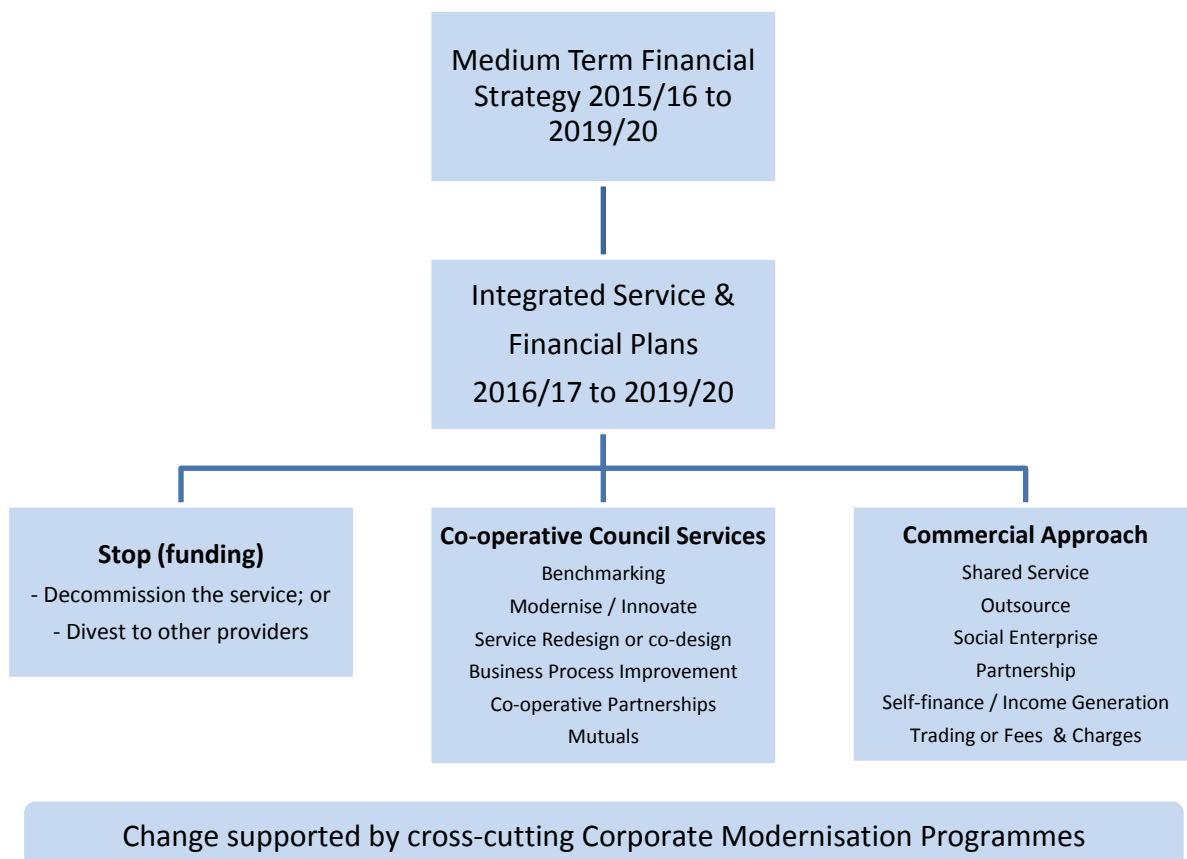 Medium Term Financial
Strategy 2015/16 to
2019/20
Integrated Service &
Financial Plans
2016/17 to 2019/20
Stop (funding)
- Decommission the service; or
- Divest to other providers
Co-operative Council Services
Benchmarking
Modernise / Innovate
Service Redesign or co-design
Business Process Improvement
Co-operative Partnerships
Mutuals
Commercial Approach
Shared Service
Outsource
Social Enterprise
Partnership
Self-finance / Income Generation
Trading or Fees & Charges
Change supported by cross-cutting Corporate Modernisation Programmes